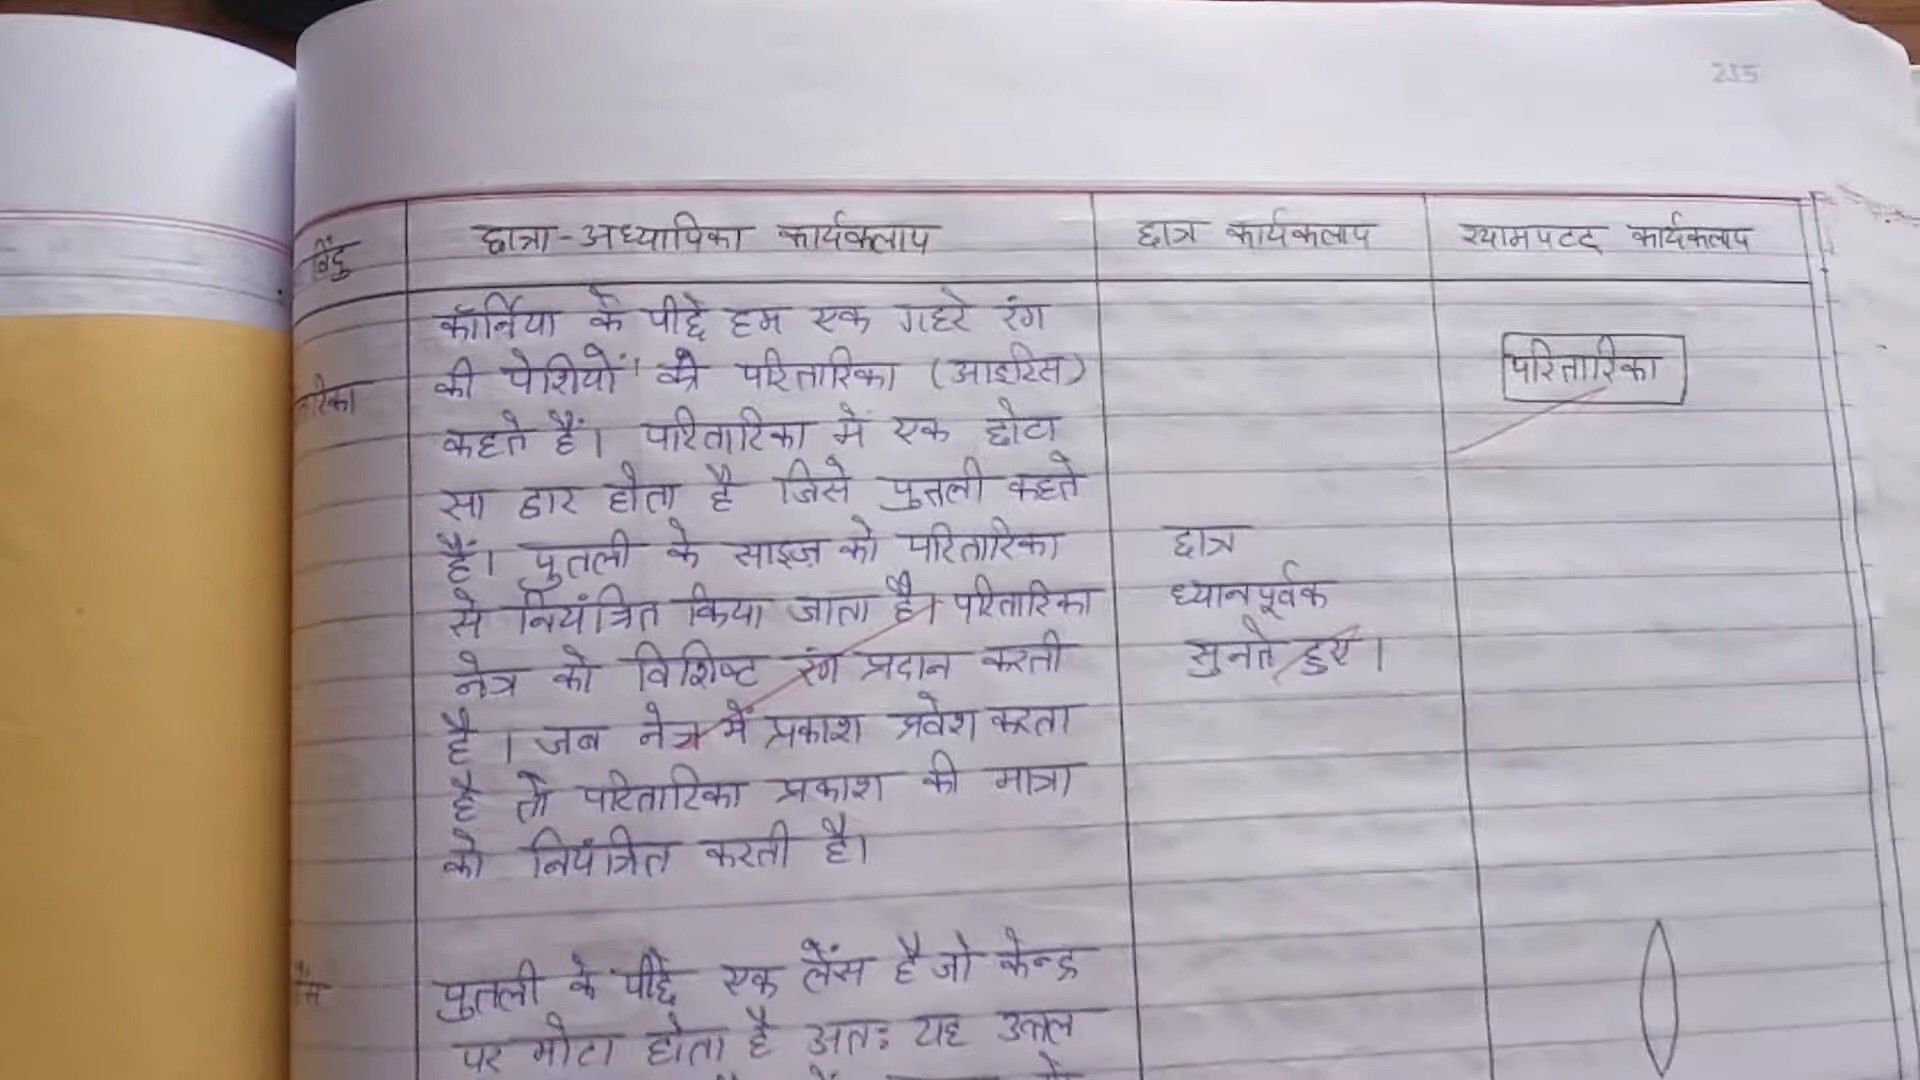 235
बिंदु छात्रा-अध्यापिका कार्यकलाप छात्र कार्यकलाप श्यामपटट कार्यकलाप
कॉर्निया के पीछे हम एक गहरे रंग
की पेशियों को परितारिका (आइरिस) परितारिका
कहते हैं। परितारिका में एक छोटा
सा द्वार होता है जिसे पुतली कहते
हैं। पुतली के साइज़ को परितारिका छात्र
से नियंत्रित किया जाता है। परितारिका ध्यानपूर्वक
नेत्र को विशिष्ट रंग प्रदान करती सुनते हुए।
है। जब नेत्र में प्रकाश प्रवेश करता
है तो परितारिका प्रकाश की मात्रा
को नियंत्रित करती है।
पुतली के पीछे एक लेंस है जो केन्द्र
पर मोटा होता है अतः यह उत्तल